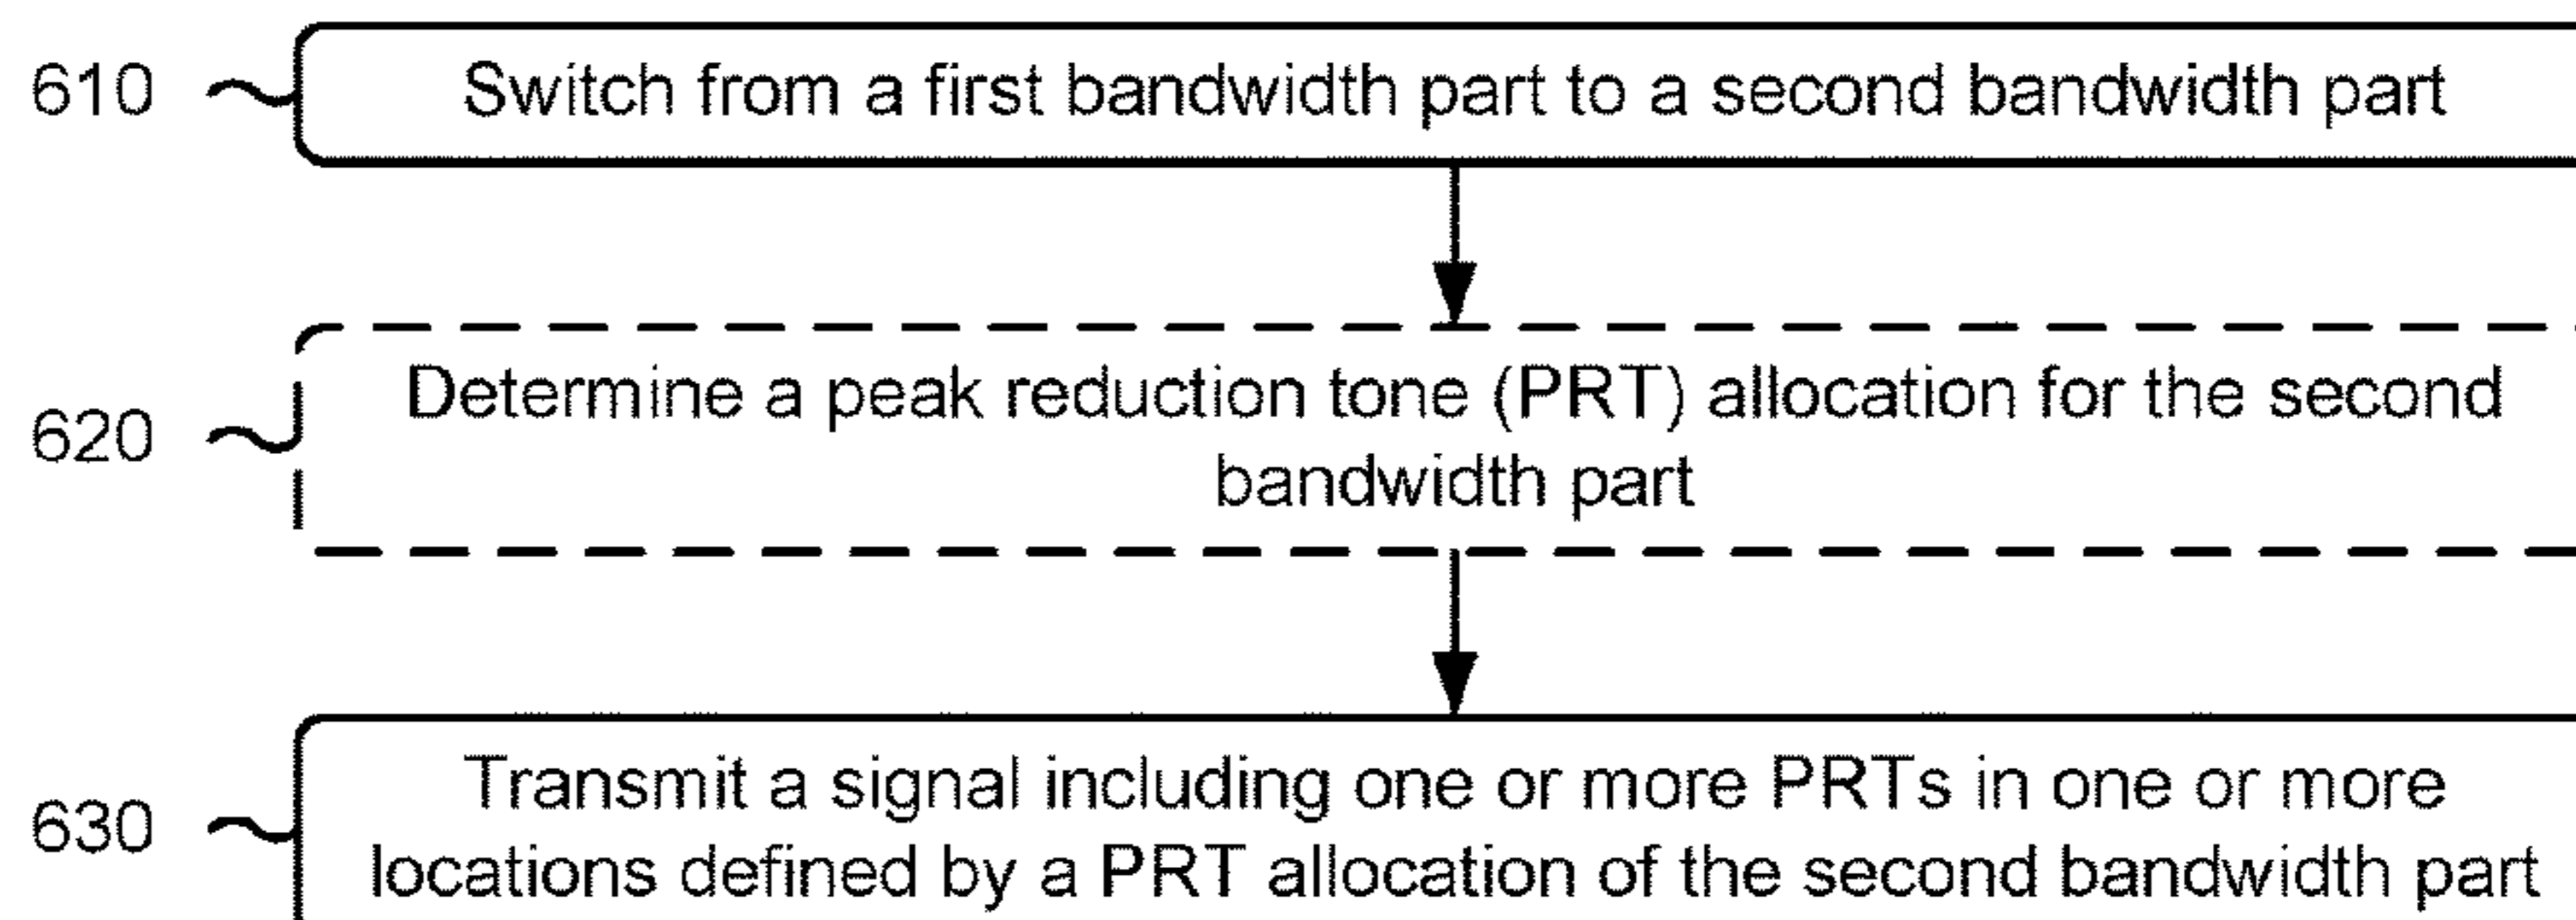 610 Switch from a first bandwidth part to a second bandwidth part
620 Determine a peak reduction tone (PRT) allocation for the second
bandwidth part
630 Transmit a signal including one or more PRTs in one or more
locations defined by a PRT allocation of the second bandwidth part